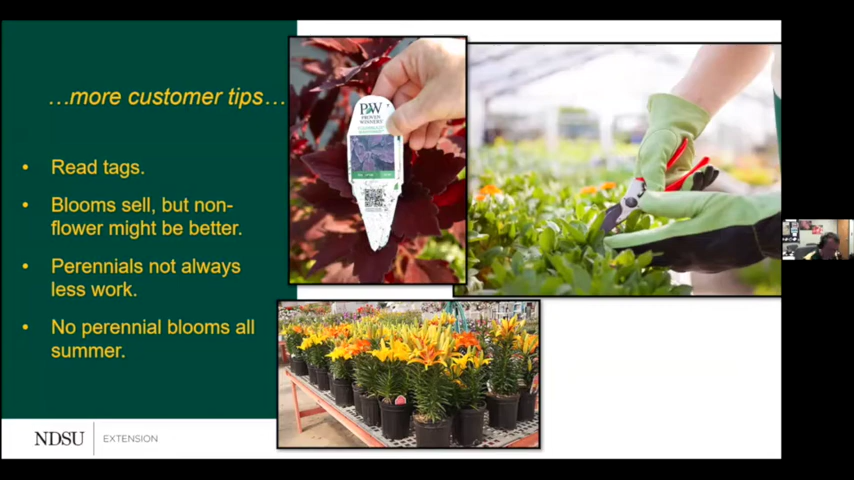 ...more customer tips...
• Read tags.
• Blooms sell, but non-
flower might be better.
• Perennials not always
less work.
• No perennial blooms all
summer.
NDSU
EXTENSION
PW
PROVEN
WINNERS